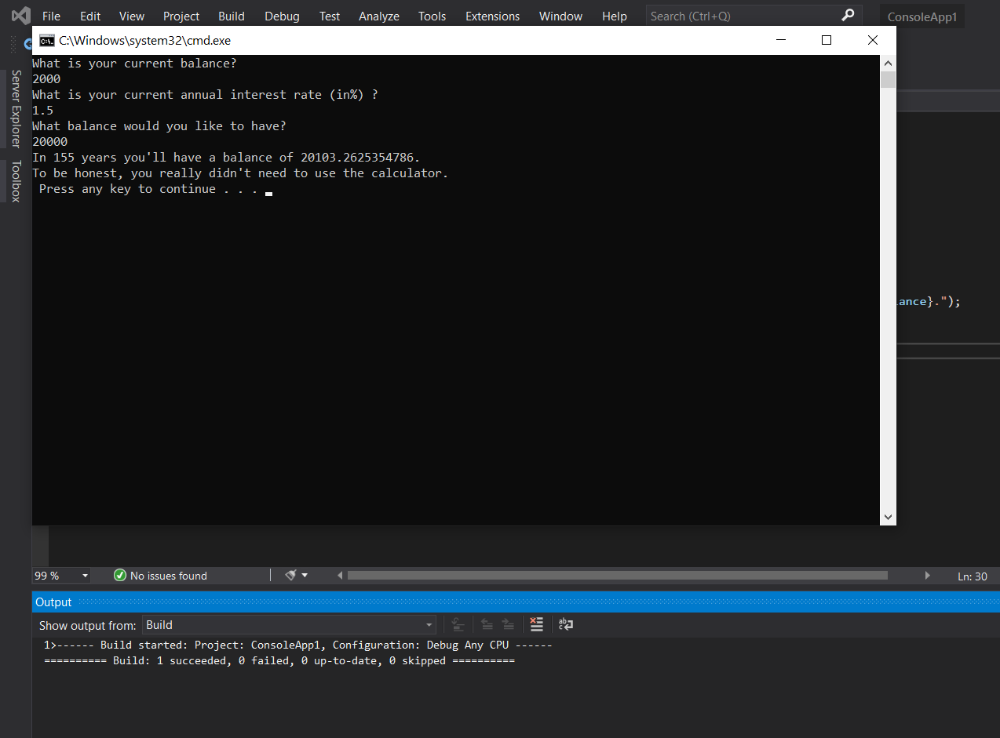 File Edit View Project Build Debug Test Analyze Tools Extensions Window Help Search (Ctrl+Q) ConsoleApp1
C:\Windows\system32\cmd.exe
Server Explorer
Toolbox
What is your current balance?
2000
What is your current annual interest rate (in%) ?
1.5
What balance would you like to have?
20000
In 155 years you'll have a balance of 20103.2625354786.
To be honest, you really didn't need to use the calculator.
Press any key to continue . . .
ance}.");
99 % No issues found Ln: 30
Output
Show output from: Build
1>------ Build started: Project: ConsoleApp1, Configuration: Debug Any CPU ------
========== Build: 1 succeeded, 0 failed, 0 up-to-date, 0 skipped ==========